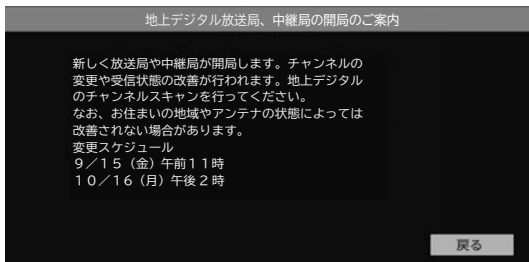 地上デジタル放送局、中継局の開局のご案内
新しく放送局や中継局が開局します。チャンネルの
変更や受信状態の改善が行われます。地上デジタル
のチャンネルスキャンを行ってください。
なお、お住まいの地域やアンテナの状態によっては
改善されない場合があります。
変更スケジュール
９／１５（金）午前１１時
１０／１６（月）午後２時
戻る